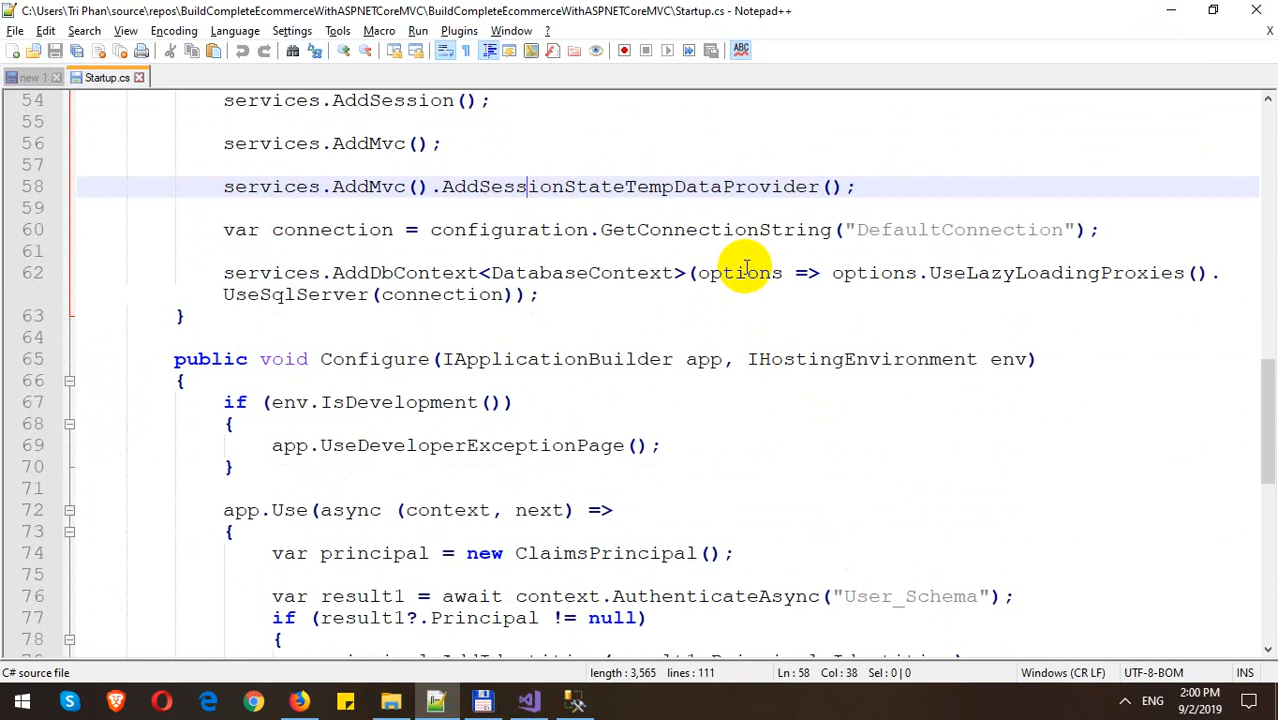 C:\Users\Tri Phan\source\repos\BuildCompleteEcommerceWithASPNETCoreMVC\BuildCompleteEcommerceWithASPNETCoreMVC\Startup.cs - Notepad++
File Edit Search View Encoding Language Settings Tools Macro Run Plugins Window ? X
ABC
new 1 Startup.cs
54 services.AddSession();
55
56 services.AddMvc();
57
58 services.AddMvc().AddSessionStateTempDataProvider();
59
60 var connection = configuration.GetConnectionString("DefaultConnection");
61
62 services.AddDbContext<DatabaseContext>(options => options.UseLazyLoadingProxies().
UseSqlServer(connection));
63 }
64
65 public void Configure(IApplicationBuilder app, IHostingEnvironment env)
66 {
67 if (env.IsDevelopment())
68 {
69 app.UseDeveloperExceptionPage();
70 }
71
72 app.Use(async (context, next) =>
73 {
74 var principal = new ClaimsPrincipal();
75
76 var result1 = await context.AuthenticateAsync("User_Schema");
77 if (result1?.Principal != null)
78 {
C# source file length : 3,565 lines : 111 Ln : 58 Col : 38 Sel : 0 | 0 Windows (CR LF) UTF-8-BOM INS
ENG 2:00 PM
9/2/2019